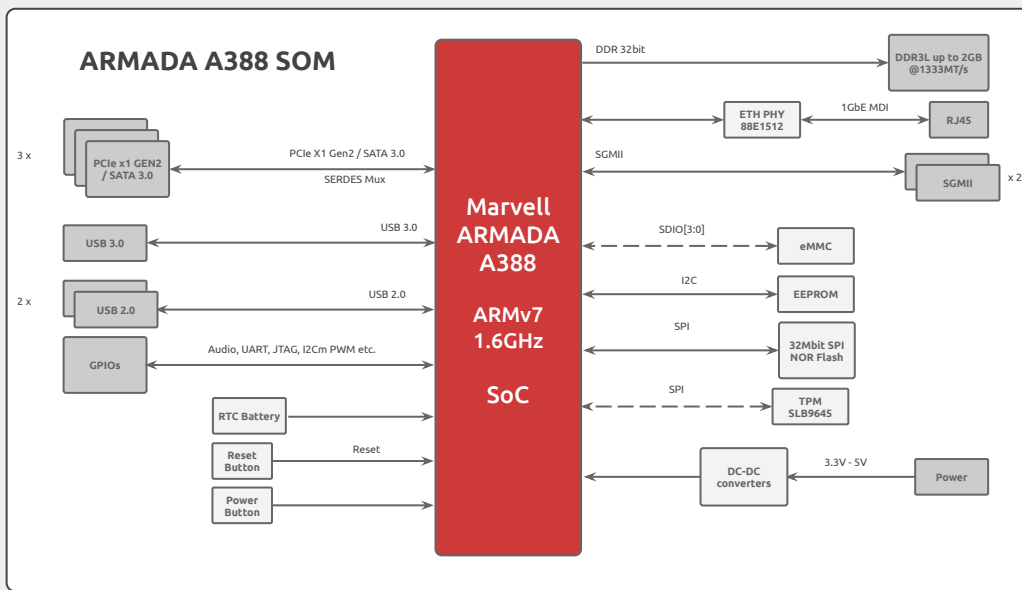 ARMADA A388 SOM
3 x
PCIe x1 GEN2
/ SATA 3.0
PCIe X1 Gen2 / SATA 3.0
SERDES Mux
USB 3.0
USB 3.0
2 x
USB 2.0
USB 2.0
GPIOs
Audio, UART, JTAG, I2Cm PWM etc.
RTC Battery
Reset
Button
Reset
Power
Button
Marvell
ARMADA
A388
ARMv7
1.6GHz
SoC
DDR 32bit
DDR3L up to 2GB
@1333MT/s
ETH PHY
88E1512
1GbE MDI
RJ45
SGMII
SGMII
x 2
SDIO[3:0]
eMMC
I2C
EEPROM
SPI
32Mbit SPI
NOR Flash
SPI
TPM
SLB9645
DC-DC
converters
3.3V - 5V
Power